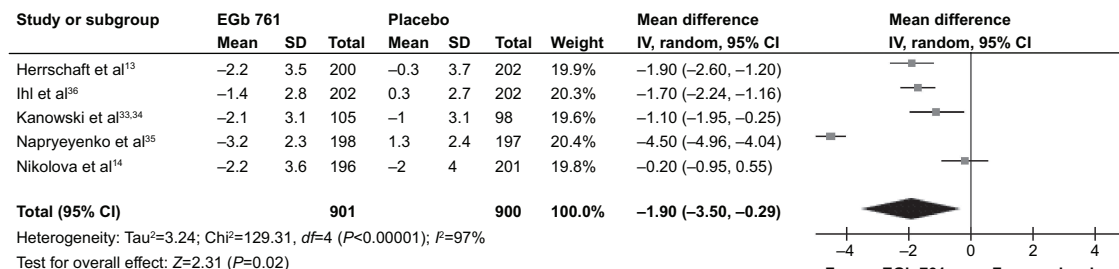 Study or subgroup EGb 761 Placebo Mean difference Mean difference
Mean SD Total Mean SD Total Weight IV, random, 95% CI IV, random, 95% CI
Herrschaft et al13 –2.2 3.5 200 –0.3 3.7 202 19.9% –1.90 (–2.60, –1.20)
Ihl et al36 –1.4 2.8 202 0.3 2.7 202 20.3% –1.70 (–2.24, –1.16)
Kanowski et al33,34 –2.1 3.1 105 –1 3.1 98 19.6% –1.10 (–1.95, –0.25)
Napryeyenko et al35 –3.2 2.3 198 1.3 2.4 197 20.4% –4.50 (–4.96, –4.04)
Nikolova et al14 –2.2 3.6 196 –2 4 201 19.8% –0.20 (–0.95, 0.55)
Total (95% CI) 901 900 100.0% –1.90 (–3.50, –0.29)
Heterogeneity: Tau2=3.24; Chi2=129.31, df=4 (P<0.00001); I2=97%
–4 –2 0 2 4
Test for overall effect: Z=2.31 (P=0.02)